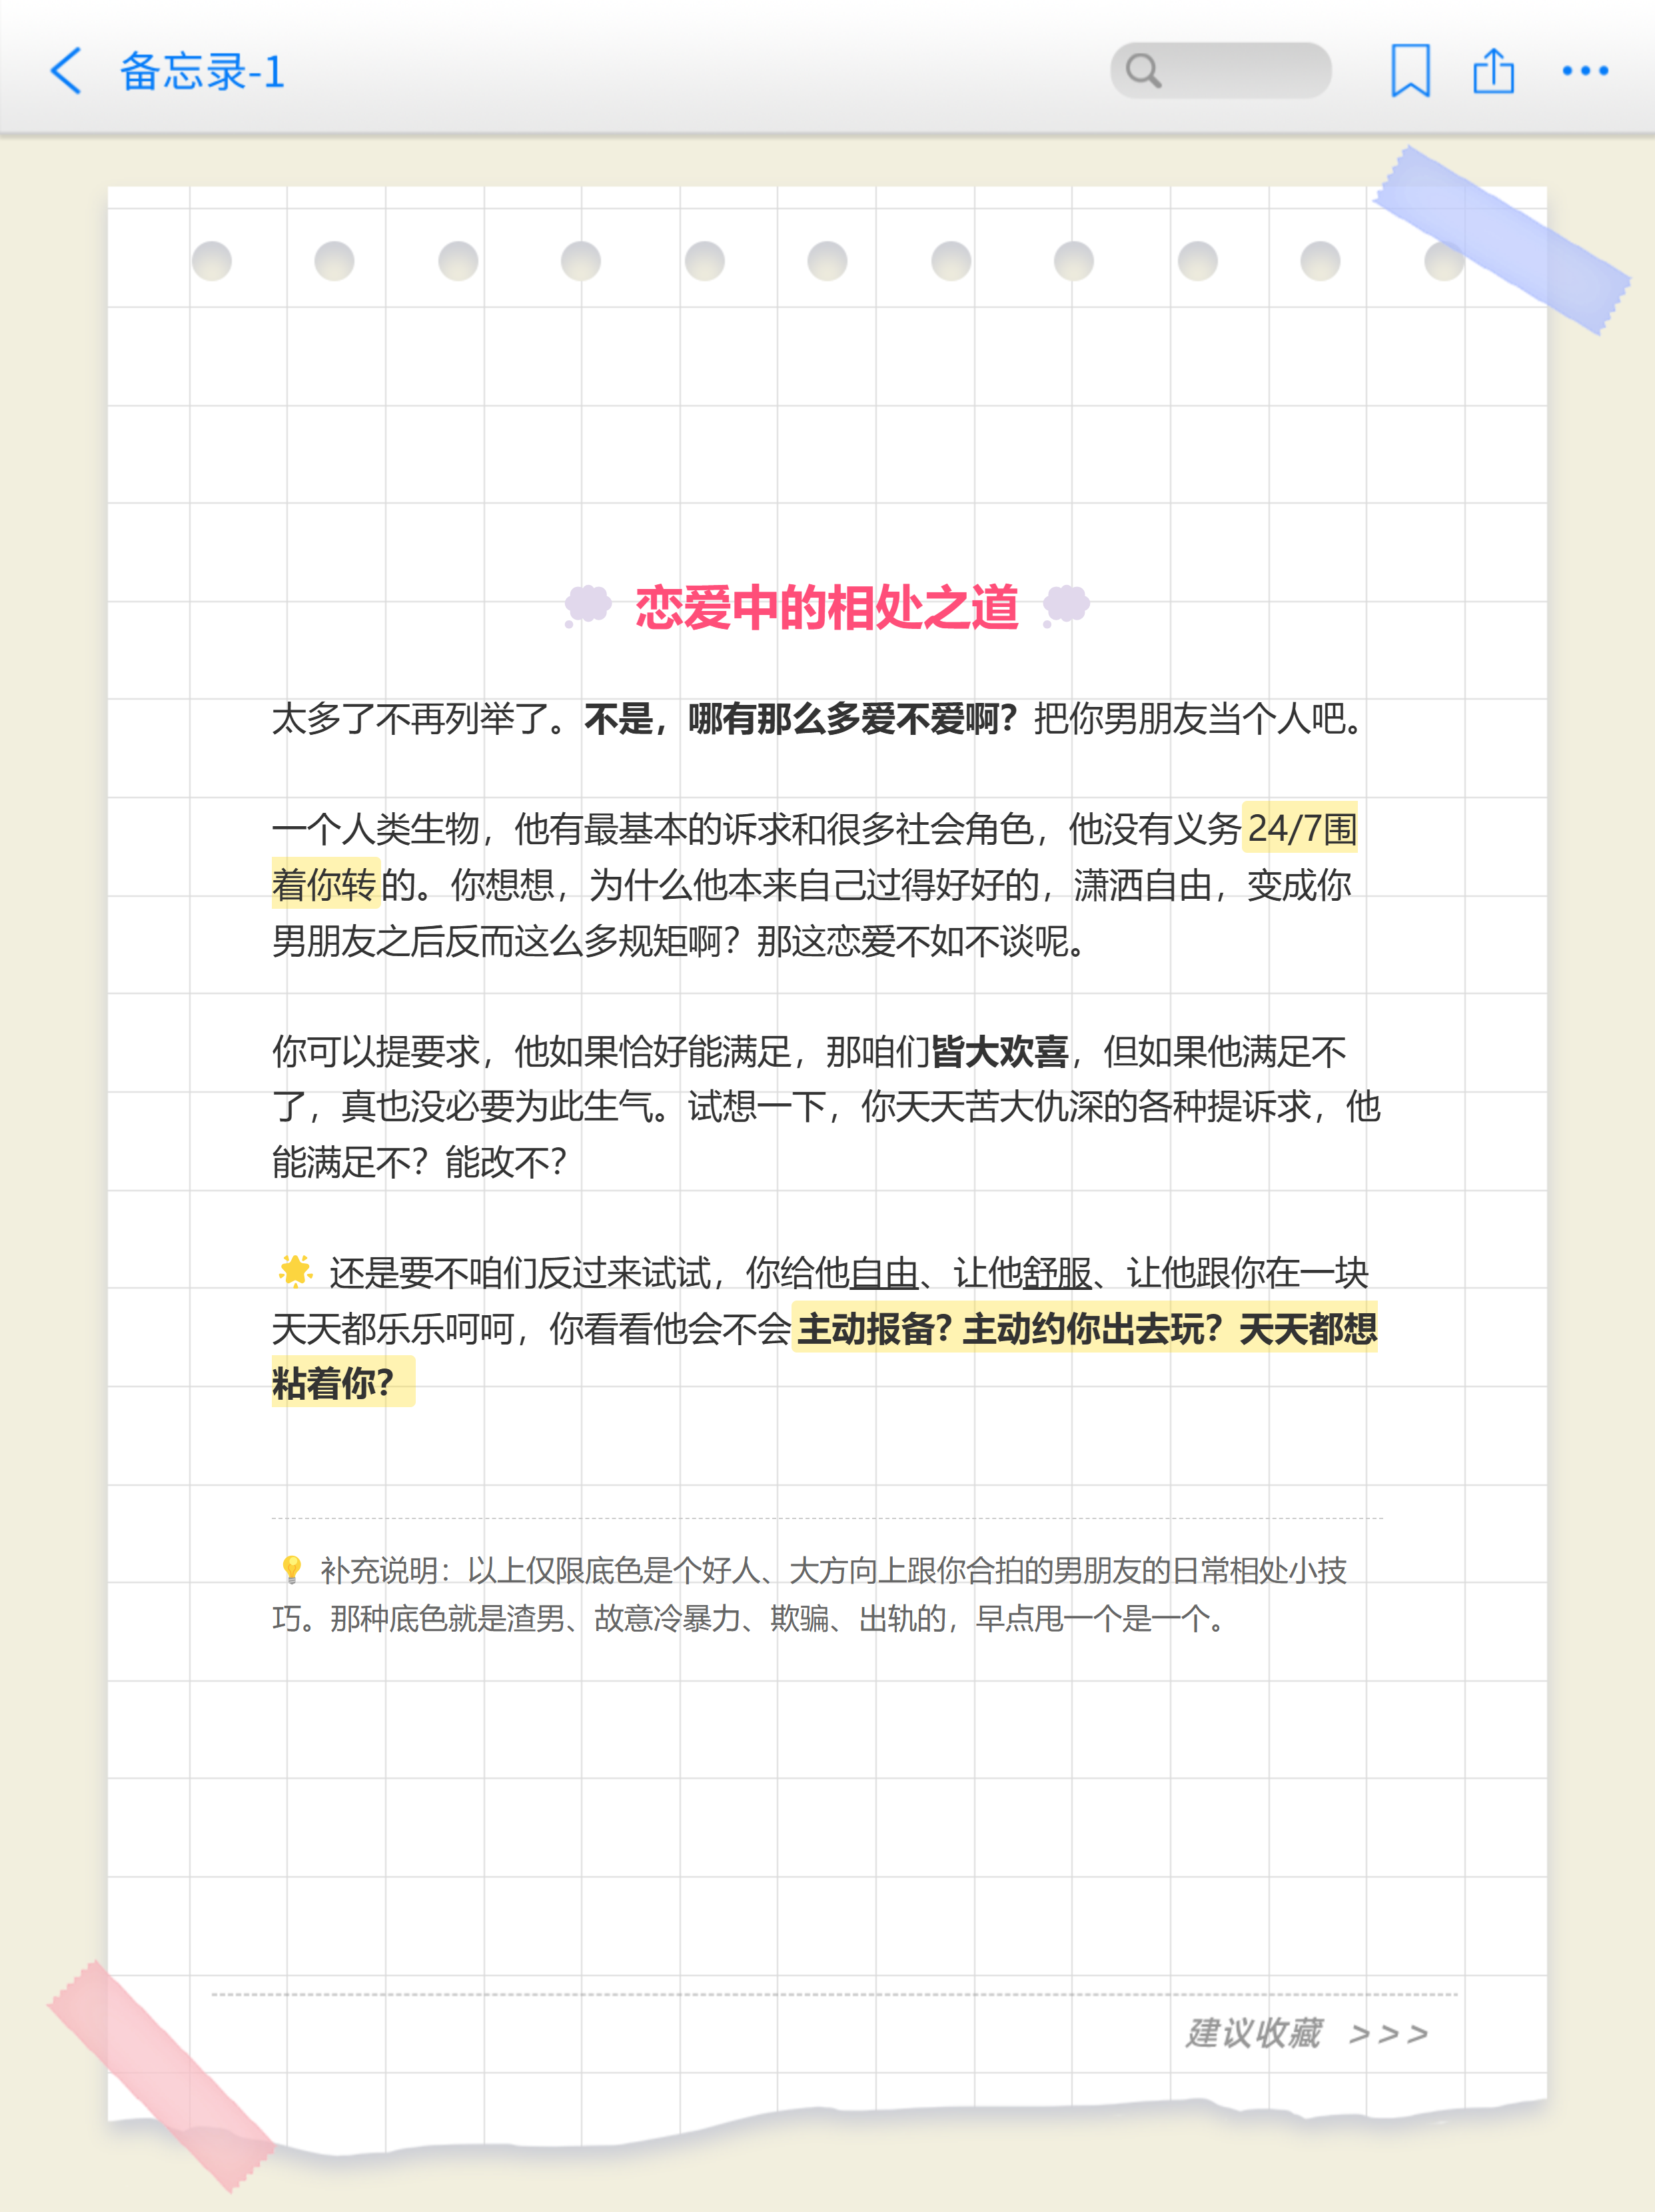 备忘录-1
恋爱中的相处之道
太多了不再列举了。不是，哪有那么多爱不爱啊？把你男朋友当个人吧。
一个人类生物，他有最基本的诉求和很多社会角色，他没有义务24/7围
着你转的。你想想，为什么他本来自己过得好好的，潇洒自由，变成你
男朋友之后反而这么多规矩啊？那这恋爱不如不谈呢。
你可以提要求，他如果恰好能满足，那咱们皆大欢喜，但如果他满足不
了，真也没必要为此生气。试想一下，你天天苦大仇深的各种提诉求，他
能满足不？能改不？
🌟 还是要不咱们反过来试试，你给他自由、让他舒服、让他跟你在一块
天天都乐乐呵呵，你看看他会不会主动报备？主动约你出去玩？天天都想
粘着你？
💡 补充说明：以上仅限底色是个好人、大方向上跟你合拍的男朋友的日常相处小技
巧。那种底色就是渣男、故意冷暴力、欺骗、出轨的，早点甩一个是一个。
建议收藏 >>>